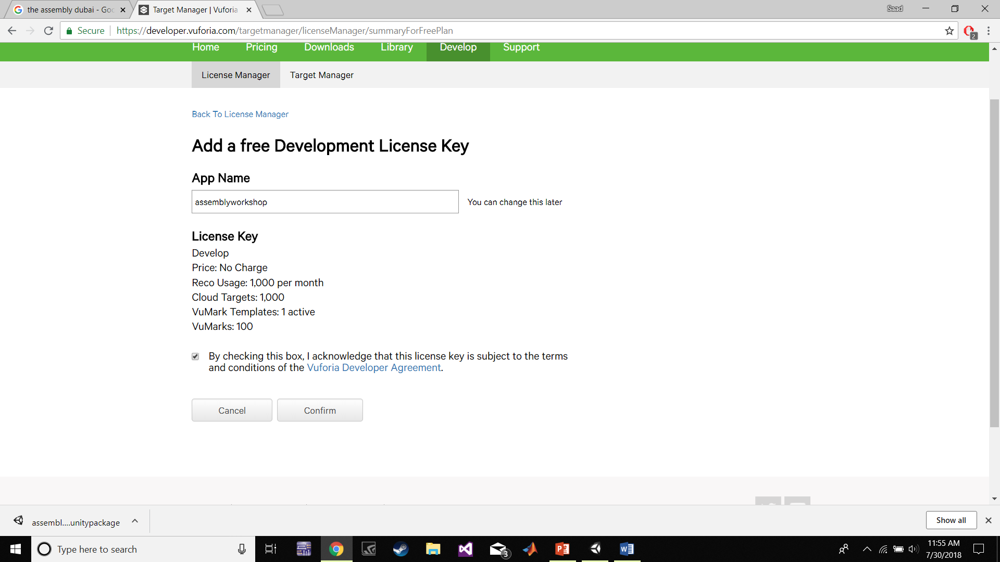 the assembly dubai - Goo
Target Manager | Vuforia
Saad
Secure
https://developer.vuforia.com/targetmanager/licenseManager/summaryForFreePlan
2
Home
Pricing
Downloads
Library
Develop
Support
License Manager
Target Manager
Back To License Manager
Add a free Development License Key
App Name
assemblyworkshop
You can change this later
License Key
Develop
Price: No Charge
Reco Usage: 1,000 per month
Cloud Targets: 1,000
VuMark Templates: 1 active
VuMarks: 100
By checking this box, I acknowledge that this license key is subject to the terms
and conditions of the Vuforia Developer Agreement.
Cancel
Confirm
assembl....unitypackage
Show all
Type here to search
3
11:55 AM
7/30/2018